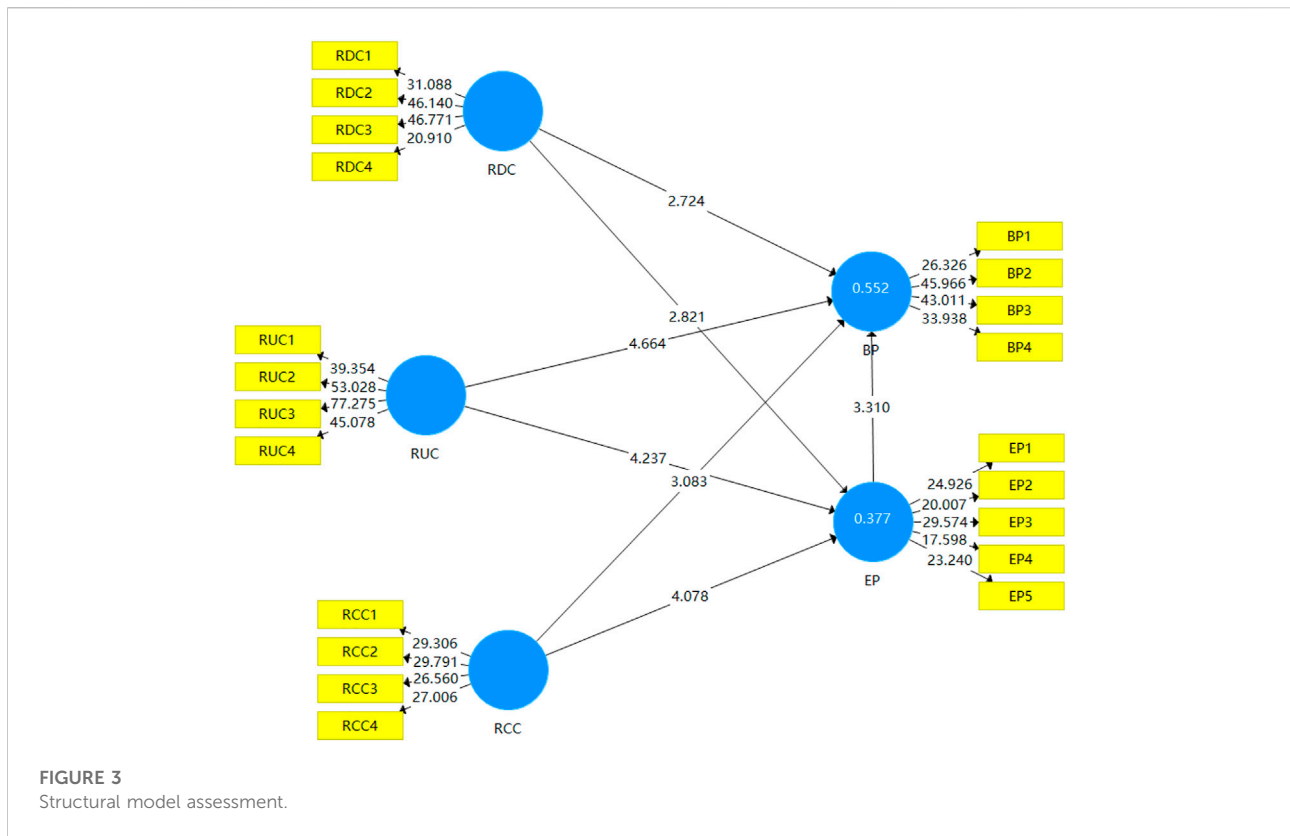 RDC1
RDC2
RDC3
RDC4
31.088
46.140
46.771
20.910
RDC
2.724
2.821
RUC1
RUC2
RUC3
RUC4
39.354
53.028
77.275
45.078
RUC
4.664
4.237
RCC1
RCC2
RCC3
RCC4
29.306
29.791
26.560
27.006
RCC
3.083
4.078
0.552
BP
26.326
45.966
43.011
33.938
BP1
BP2
BP3
BP4
3.310
0.377
EP
24.926
20.007
29.574
17.598
23.240
EP1
EP2
EP3
EP4
EP5
FIGURE 3
Structural model assessment.